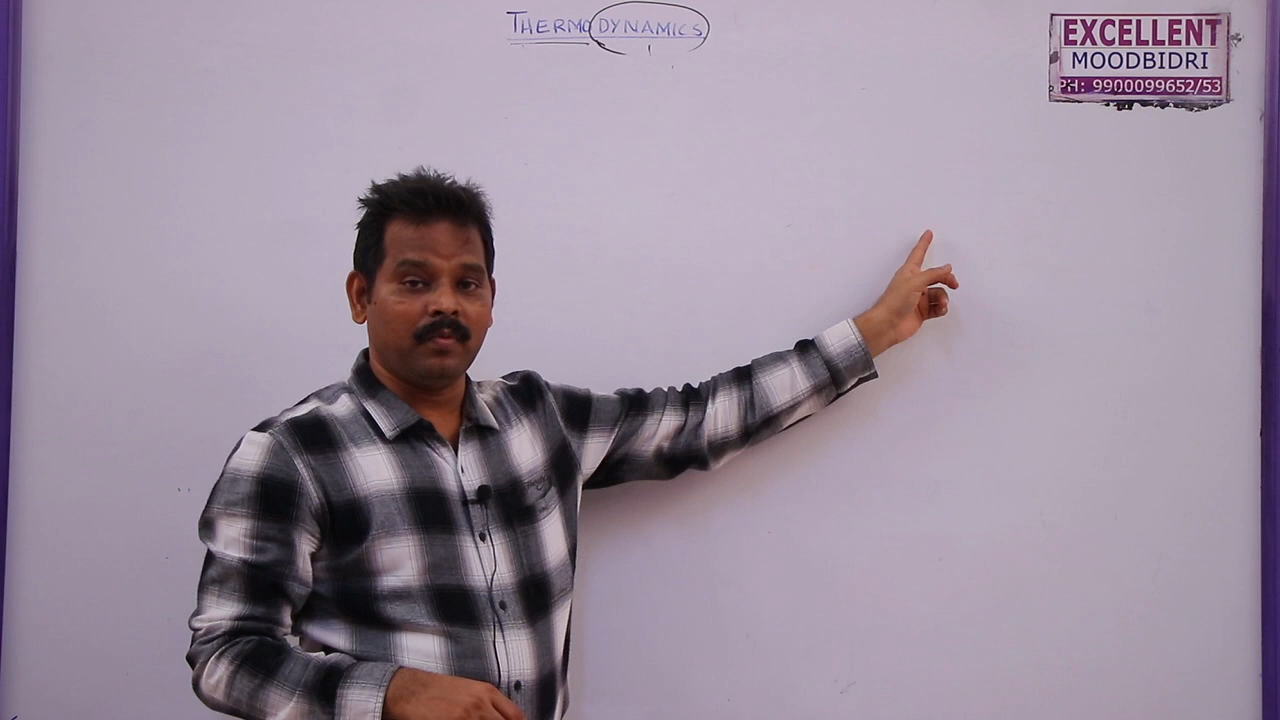 THERMODYNAMICS
EXCELLENT
MOODBIDRI
PH: 9900099652/53